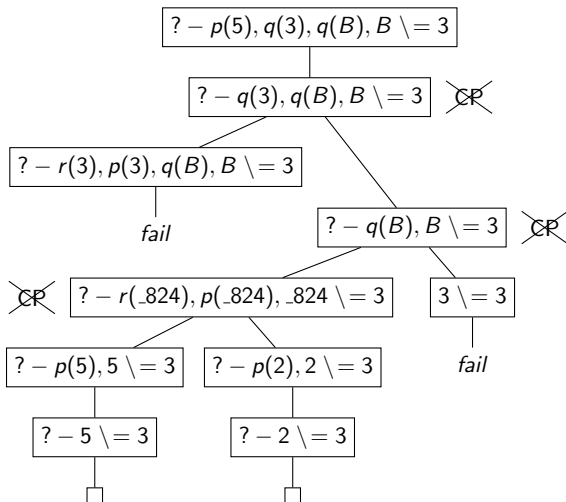 ? − p(5), q(3), q(B), B \= 3
? − q(3), q(B), B \= 3 CP
? − r(3), p(3), q(B), B \= 3
fail
? − q(B), B \= 3 CP
CP ? − r(_824), p(_824), _824 \= 3 3 \= 3
? − p(5), 5 \= 3 ? − p(2), 2 \= 3 fail
? − 5 \= 3 ? − 2 \= 3